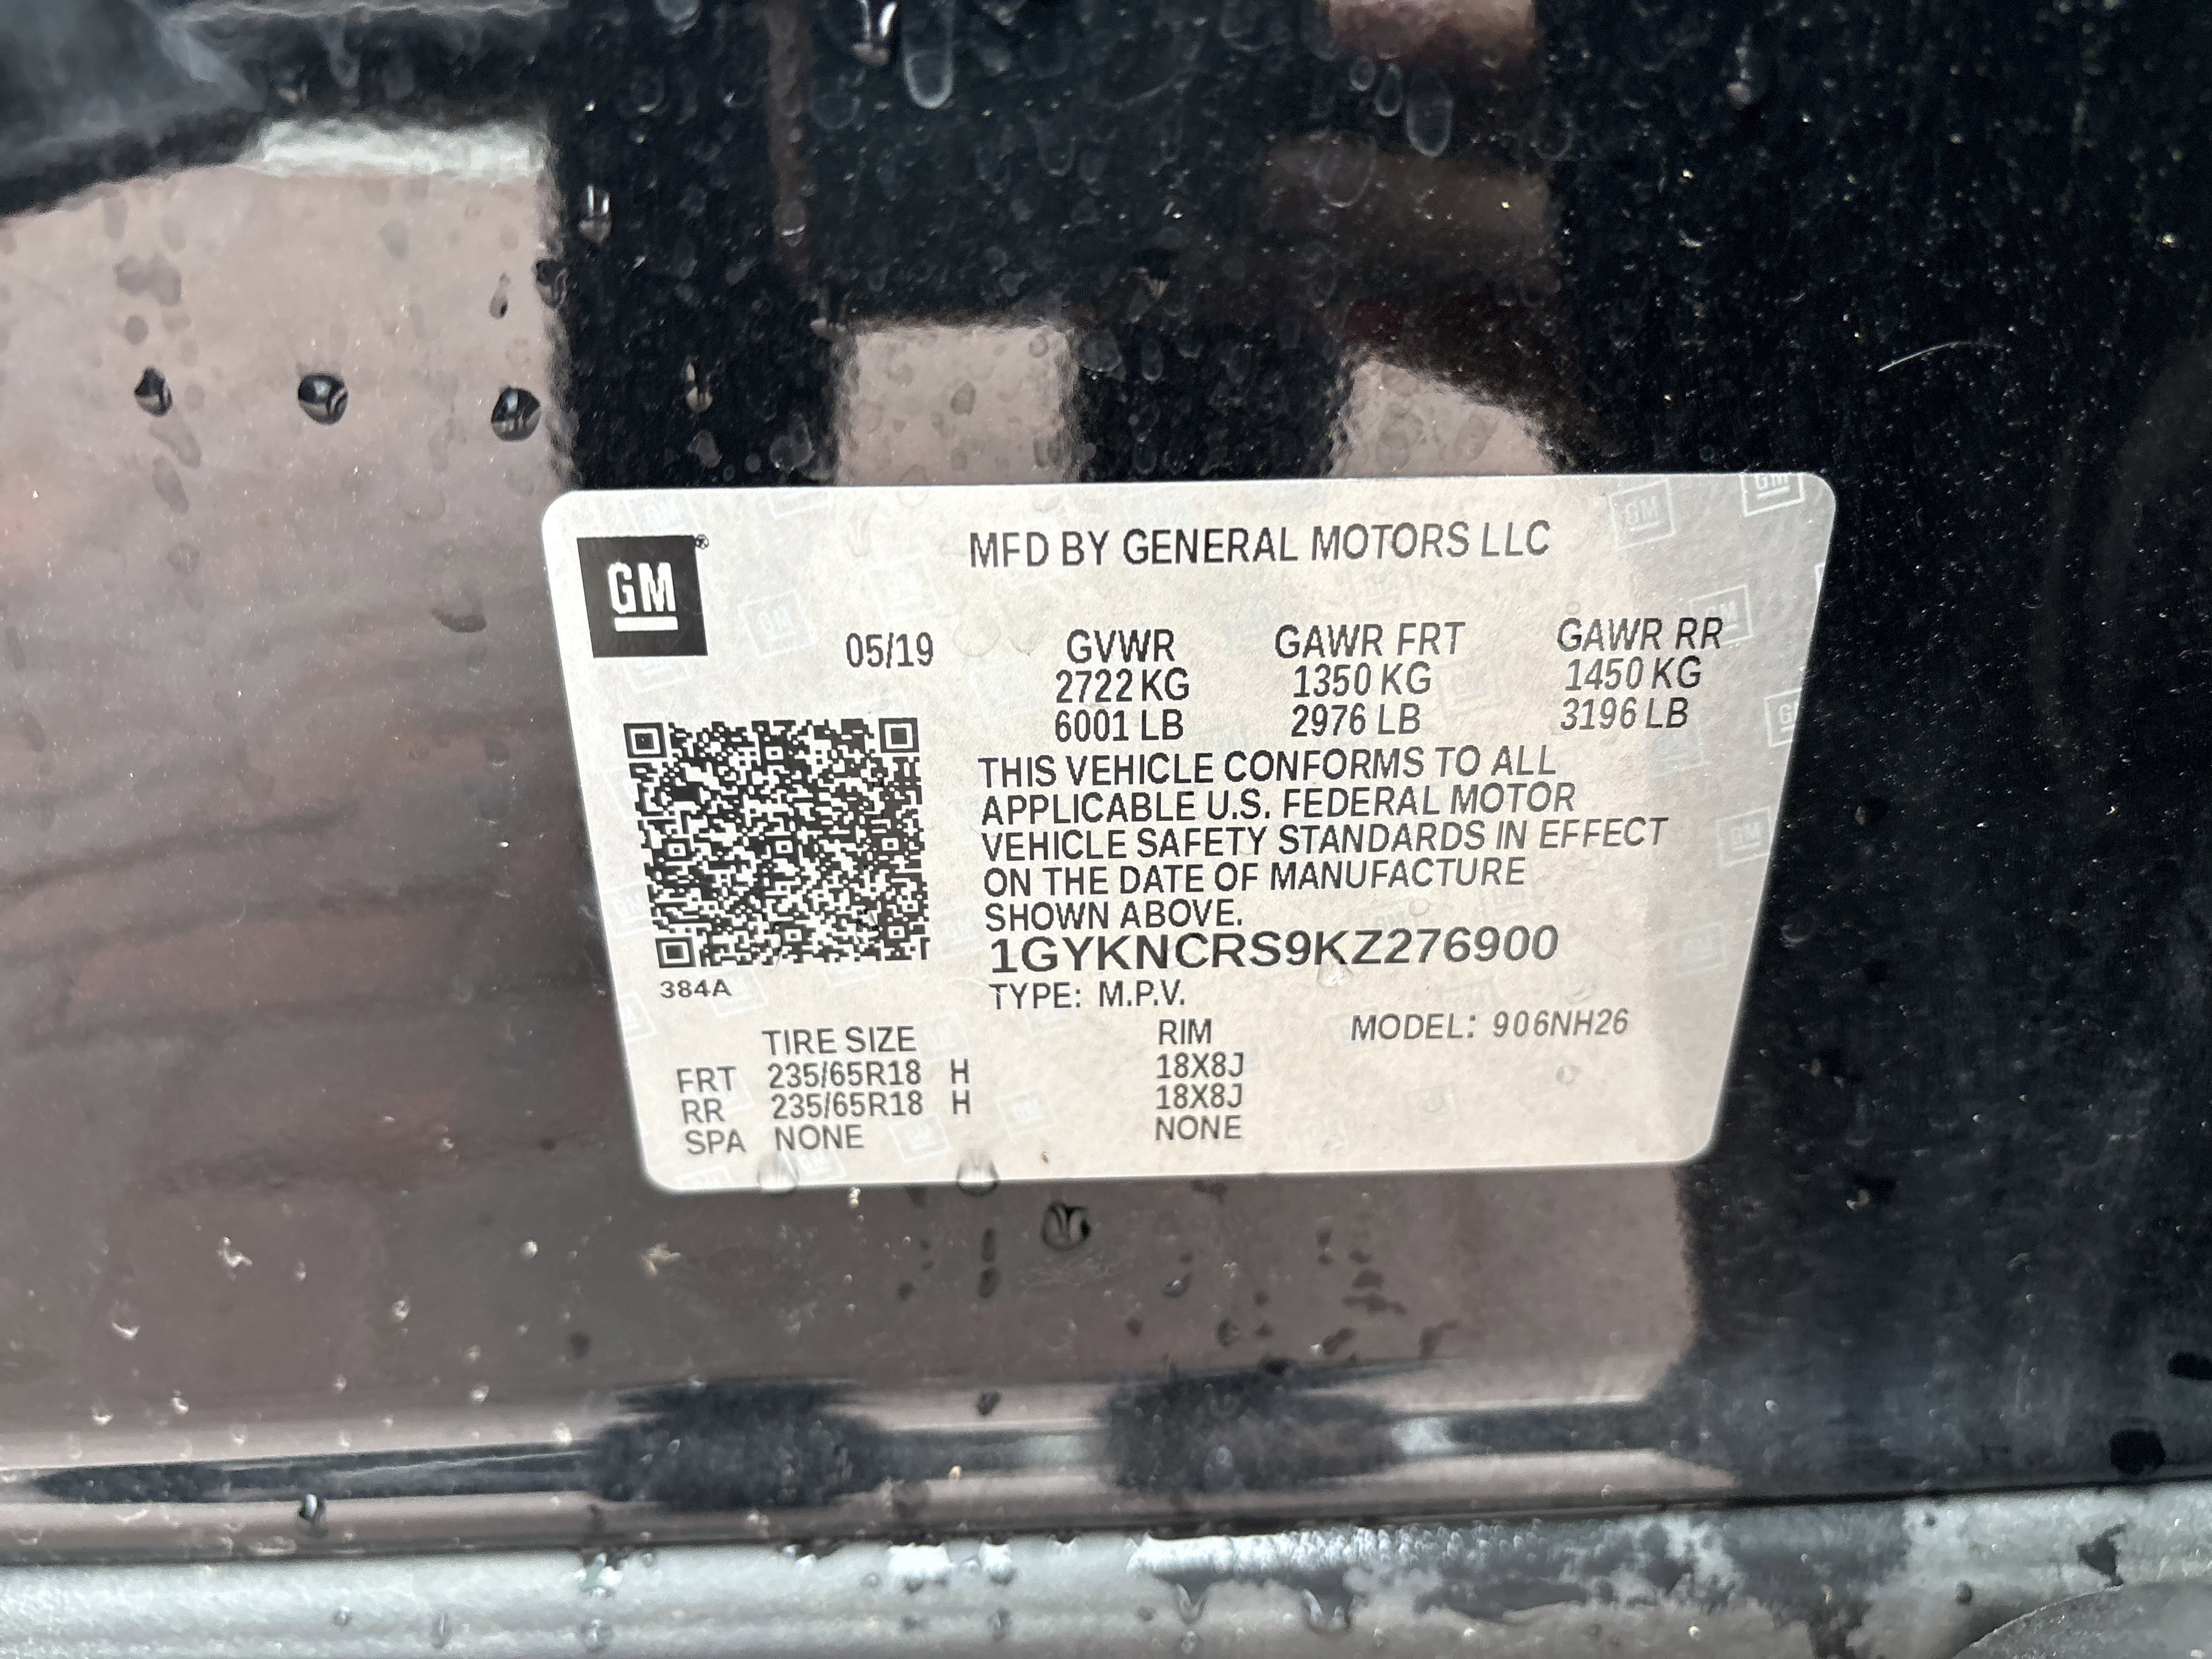 GM®
MFD BY GENERAL MOTORS LLC
05/19 GVWR GAWR FRT GAWR RR
2722 KG 1350 KG 1450 KG
6001 LB 2976 LB 3196 LB
THIS VEHICLE CONFORMS TO ALL
APPLICABLE U.S. FEDERAL MOTOR
VEHICLE SAFETY STANDARDS IN EFFECT
ON THE DATE OF MANUFACTURE
SHOWN ABOVE.
1GYKNCRS9KZ276900
384A
TYPE: M.P.V.
TIRE SIZE RIM MODEL: 906NH26
FRT 235/65R18 H 18X8J
RR 235/65R18 H 18X8J
SPA NONE NONE